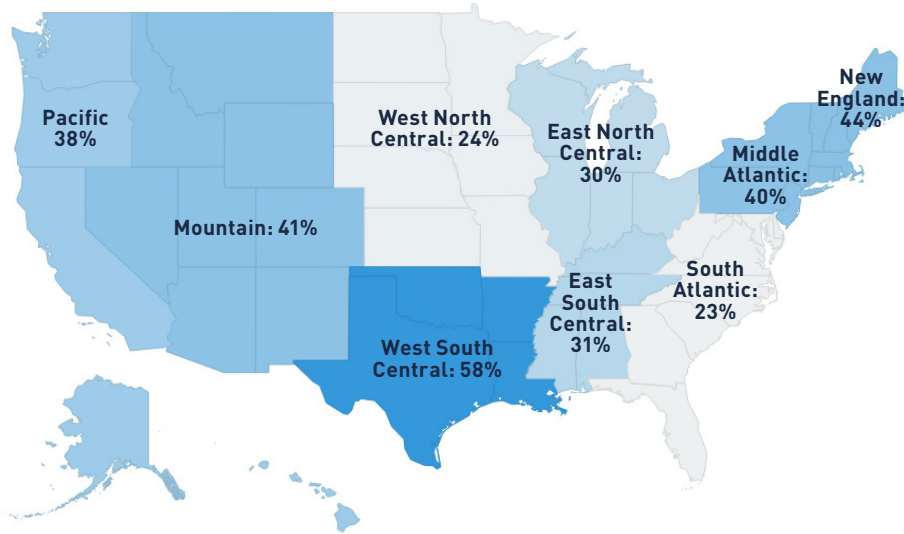 Pacific
38%
West North
Central: 24%
East North
Central:
30%
New
England:
44%
Middle
Atlantic:
40%
Mountain: 41%
West South
Central: 58%
East
South
Central:
31%
South
Atlantic:
23%